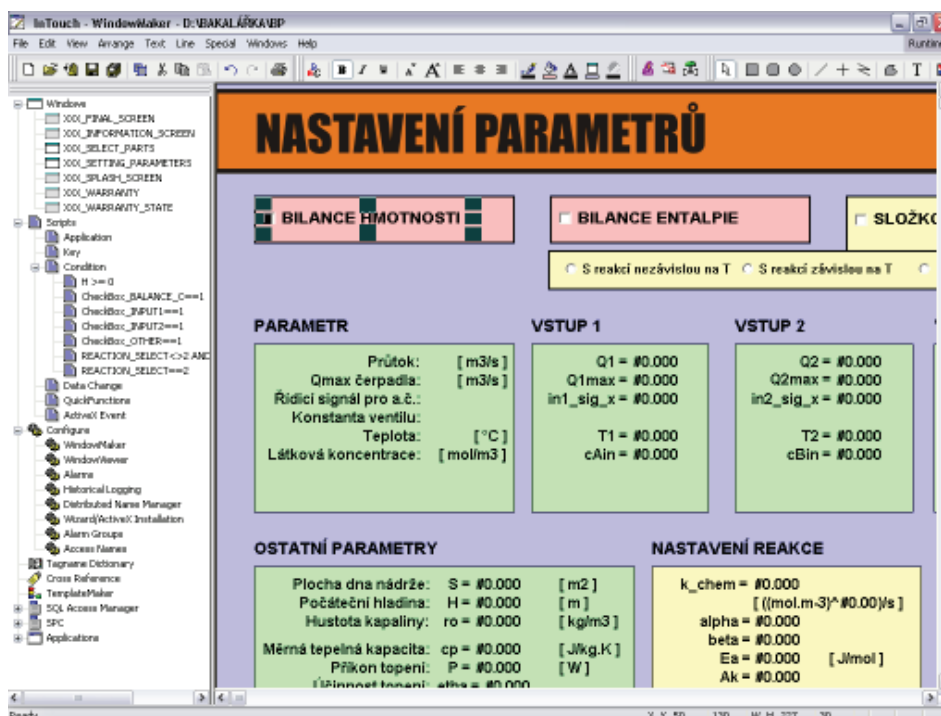 InTouch - WindowMaker - D:\BAKALÁŘKA\BP
File Edit View Arrange Text Line Special Windows Help
Runtime
Windows
XXX_FINAL_SCREEN
XXX_INFORMATION_SCREEN
XXX_SELECT_PARTS
XXX_SETTING_PARAMETERS
XXX_SPLASH_SCREEN
XXX_WARRANTY
XXX_WARRANTY_STATE
Scripts
Application
Key
Condition
H >= 0
CheckBox_BALANCE_C==1
CheckBox_INPUT1==1
CheckBox_INPUT2==1
CheckBox_OTHER==1
REACTION_SELECT<>2 AND
REACTION_SELECT==2
Data Change
QuickFunctions
ActiveX Event
Configure
WindowMaker
WindowViewer
Alarms
Historical Logging
Distributed Name Manager
Wizard/ActiveX Installation
Alarm Groups
Access Names
Tagname Dictionary
Cross Reference
TemplateMaker
SQL Access Manager
SPC
Applications
NASTAVENÍ PARAMETRŮ
BILANCE HMOTNOSTI BILANCE ENTALPIE
S reakcí nezávislou na T S reakcí závislou na T
PARAMETR VSTUP 1 VSTUP 2
Průtok: [ m3/s ] Q1 = #0.000 Q2 = #0.000
Qmax čerpadla: [ m3/s ] Q1max = #0.000 Q2max = #0.000
Řídicí signál pro a.č.: in1_sig_x = #0.000 in2_sig_x = #0.000
Konstanta ventilu:
Teplota: [ °C ] T1 = #0.000 T2 = #0.000
Látková koncentrace: [ mol/m3 ] cAin = #0.000 cBin = #0.000
OSTATNÍ PARAMETRY NASTAVENÍ REAKCE
Plocha dna nádrže: S = #0.000 [ m2 ] k_chem = #0.000
Počáteční hladina: H = #0.000 [ m ] [ ((mol.m-3)^#0.00)/s ]
Hustota kapaliny: ro = #0.000 [ kg/m3 ] alpha = #0.000
beta = #0.000
Měrná tepelná kapacita: cp = #0.000 [ J/kg.K ] Ea = #0.000 [ J/mol ]
Příkon topení: P = #0.000 [ W ] Ak = #0.000
Účinnost topení: etha = #0.000
Ready